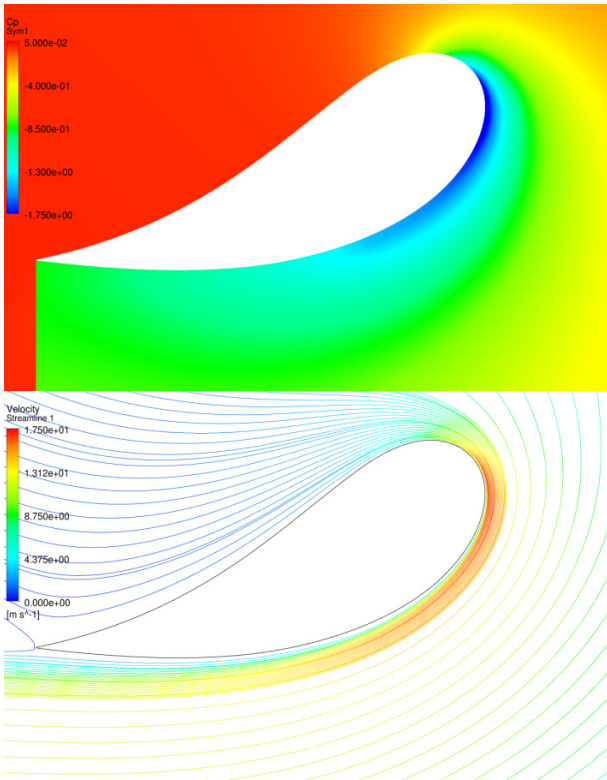 Cp
Sym1
5.000e-02
-4.000e-01
-8.500e-01
-1.300e+00
-1.750e+00
Velocity
Streamline 1
1.750e+01
1.312e+01
8.750e+00
4.375e+00
0.000e+00
[m s^-1]